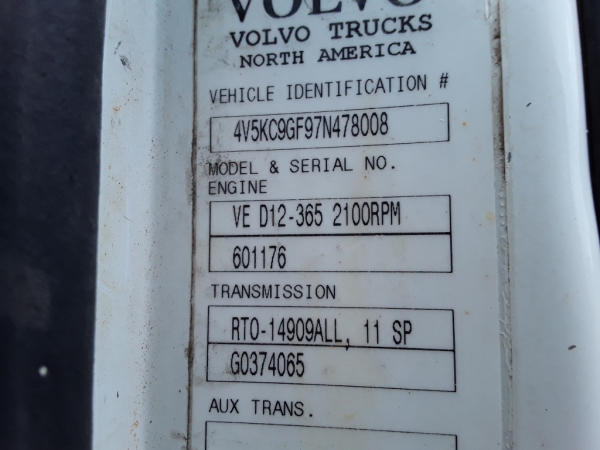 VOLVO
VOLVO TRUCKS
NORTH AMERICA
VEHICLE IDENTIFICATION #
4V5KC9GF97N478008
MODEL & SERIAL NO.
ENGINE
VE D12-365 2100RPM
601176
TRANSMISSION
RTO-14909ALL, 11 SP
G0374065
AUX TRANS.